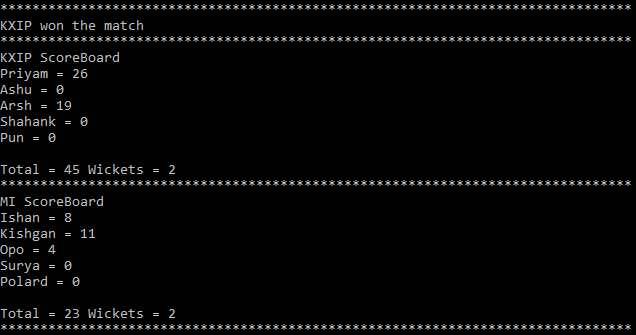 *******************************************************************************
KXIP won the match
*******************************************************************************
KXIP ScoreBoard
Priyam = 26
Ashu = 0
Arsh = 19
Shahank = 0
Pun = 0
Total = 45 Wickets = 2
*******************************************************************************
MI ScoreBoard
Ishan = 8
Kishgan = 11
Opo = 4
Surya = 0
Polard = 0
Total = 23 Wickets = 2
*******************************************************************************